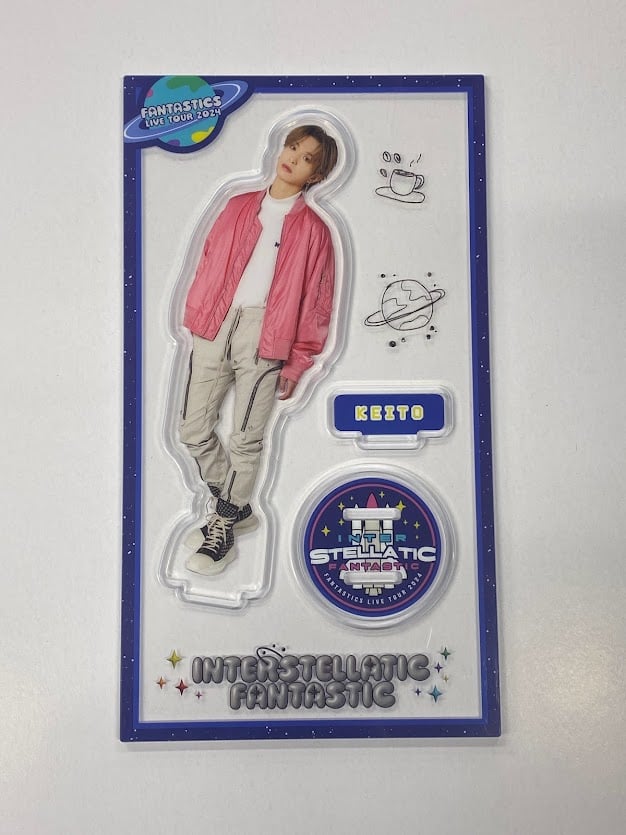 FANTASTICS
LIVE TOUR 2024
KEITO
INTER
STELLATIC
FANTASTIC
FANTASTICS LIVE TOUR 2024
INTERSTELLATIC
FANTASTIC